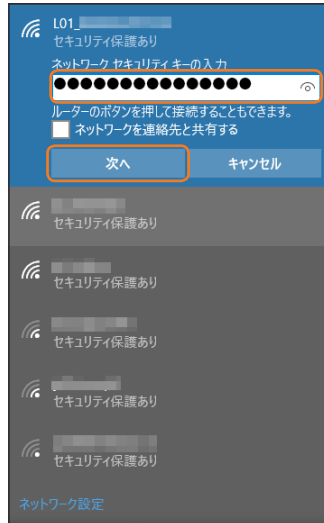 L01_
セキュリティ保護あり
ネットワーク セキュリティ キーの入力
●●●●●●●●●●●●●●●
ルーターのボタンを押して接続することもできます。
ネットワークを連絡先と共有する
次へ キャンセル
セキュリティ保護あり
セキュリティ保護あり
セキュリティ保護あり
セキュリティ保護あり
セキュリティ保護あり
ネットワーク設定